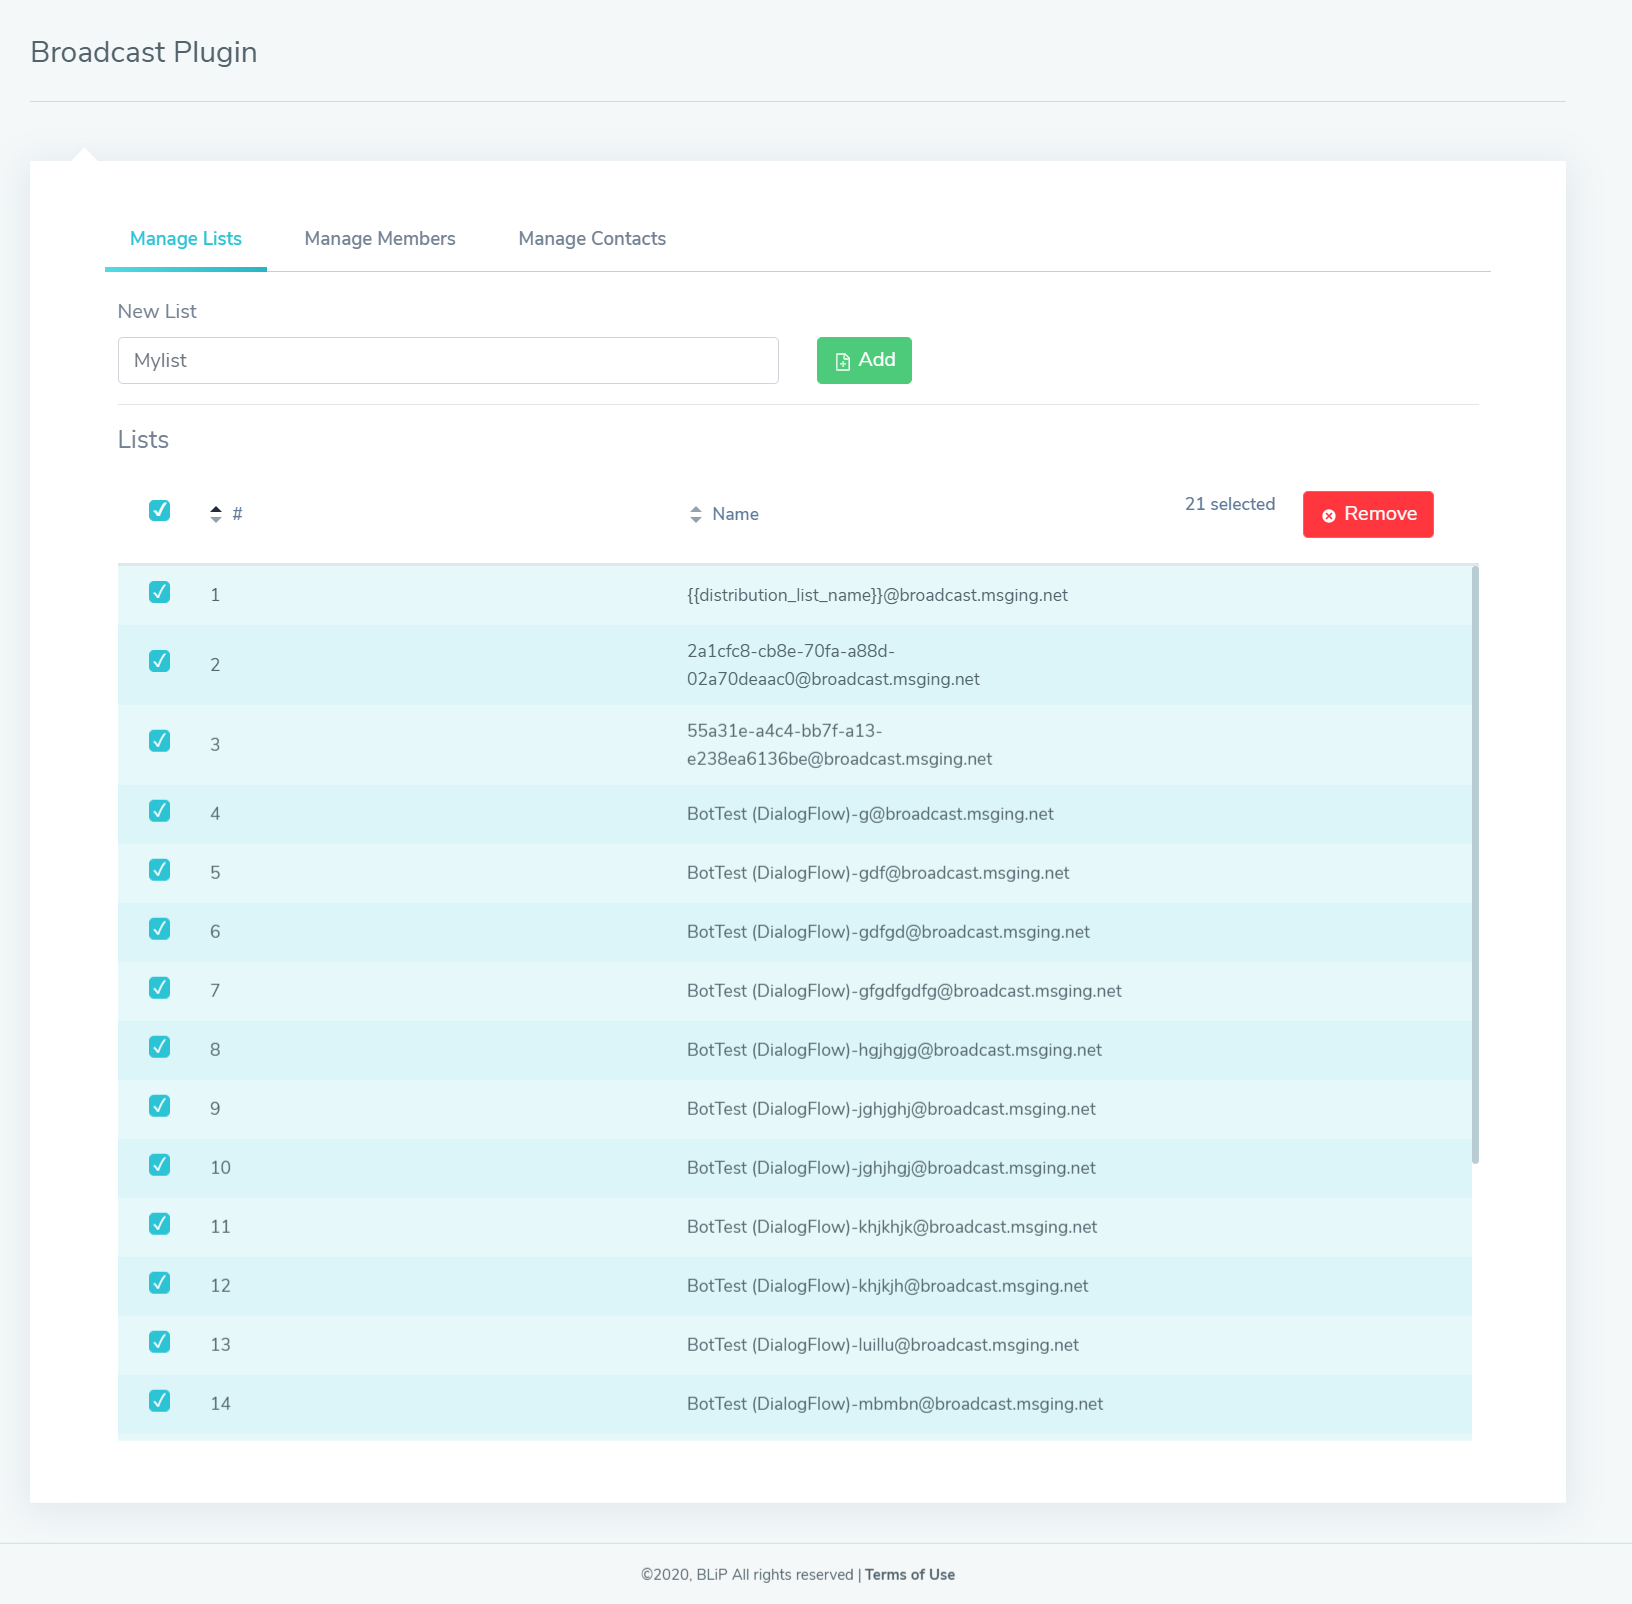 Broadcast Plugin
Manage Lists Manage Members Manage Contacts
New List
Mylist Add
Lists
# Name 21 selected Remove
1 {{distribution_list_name}}@broadcast.msging.net
2 2a1cfc8-cb8e-70fa-a88d-
02a70deaac0@broadcast.msging.net
3 55a31e-a4c4-bb7f-a13-
e238ea6136be@broadcast.msging.net
4 BotTest (DialogFlow)-g@broadcast.msging.net
5 BotTest (DialogFlow)-gdf@broadcast.msging.net
6 BotTest (DialogFlow)-gdfgd@broadcast.msging.net
7 BotTest (DialogFlow)-gfgdfgdfg@broadcast.msging.net
8 BotTest (DialogFlow)-hgjhgjg@broadcast.msging.net
9 BotTest (DialogFlow)-jghjghj@broadcast.msging.net
10 BotTest (DialogFlow)-jghjhgj@broadcast.msging.net
11 BotTest (DialogFlow)-khjkhjk@broadcast.msging.net
12 BotTest (DialogFlow)-khjkjh@broadcast.msging.net
13 BotTest (DialogFlow)-luillu@broadcast.msging.net
14 BotTest (DialogFlow)-mbmbn@broadcast.msging.net
©2020, BLiP All rights reserved | Terms of Use